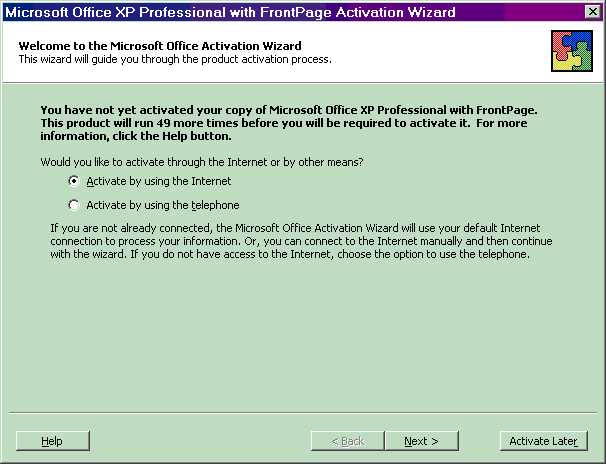 Microsoft Office XP Professional with FrontPage Activation Wizard
Welcome to the Microsoft Office Activation Wizard
This wizard will guide you through the product activation process.
You have not yet activated your copy of Microsoft Office XP Professional with FrontPage.
This product will run 49 more times before you will be required to activate it.  For more
information, click the Help button.
Would you like to activate through the Internet or by other means?
Activate by using the Internet
Activate by using the telephone
If you are not already connected, the Microsoft Office Activation Wizard will use your default Internet
connection to process your information. Or, you can connect to the Internet manually and then continue
with the wizard. If you do not have access to the Internet, choose the option to use the telephone.
Help
< Back
Next >
Activate Later